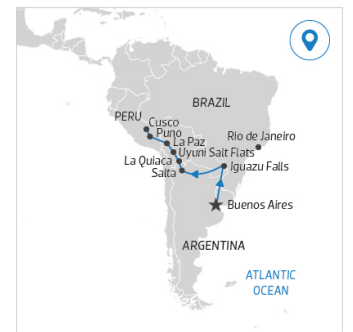 BRAZIL
PERU
Cusco
Puno
La Paz
Rio de Janeiro
Uyuni Salt Flats
La Quiaca
Iguazu Falls
Salta
Buenos Aires
ARGENTINA
ATLANTIC
OCEAN